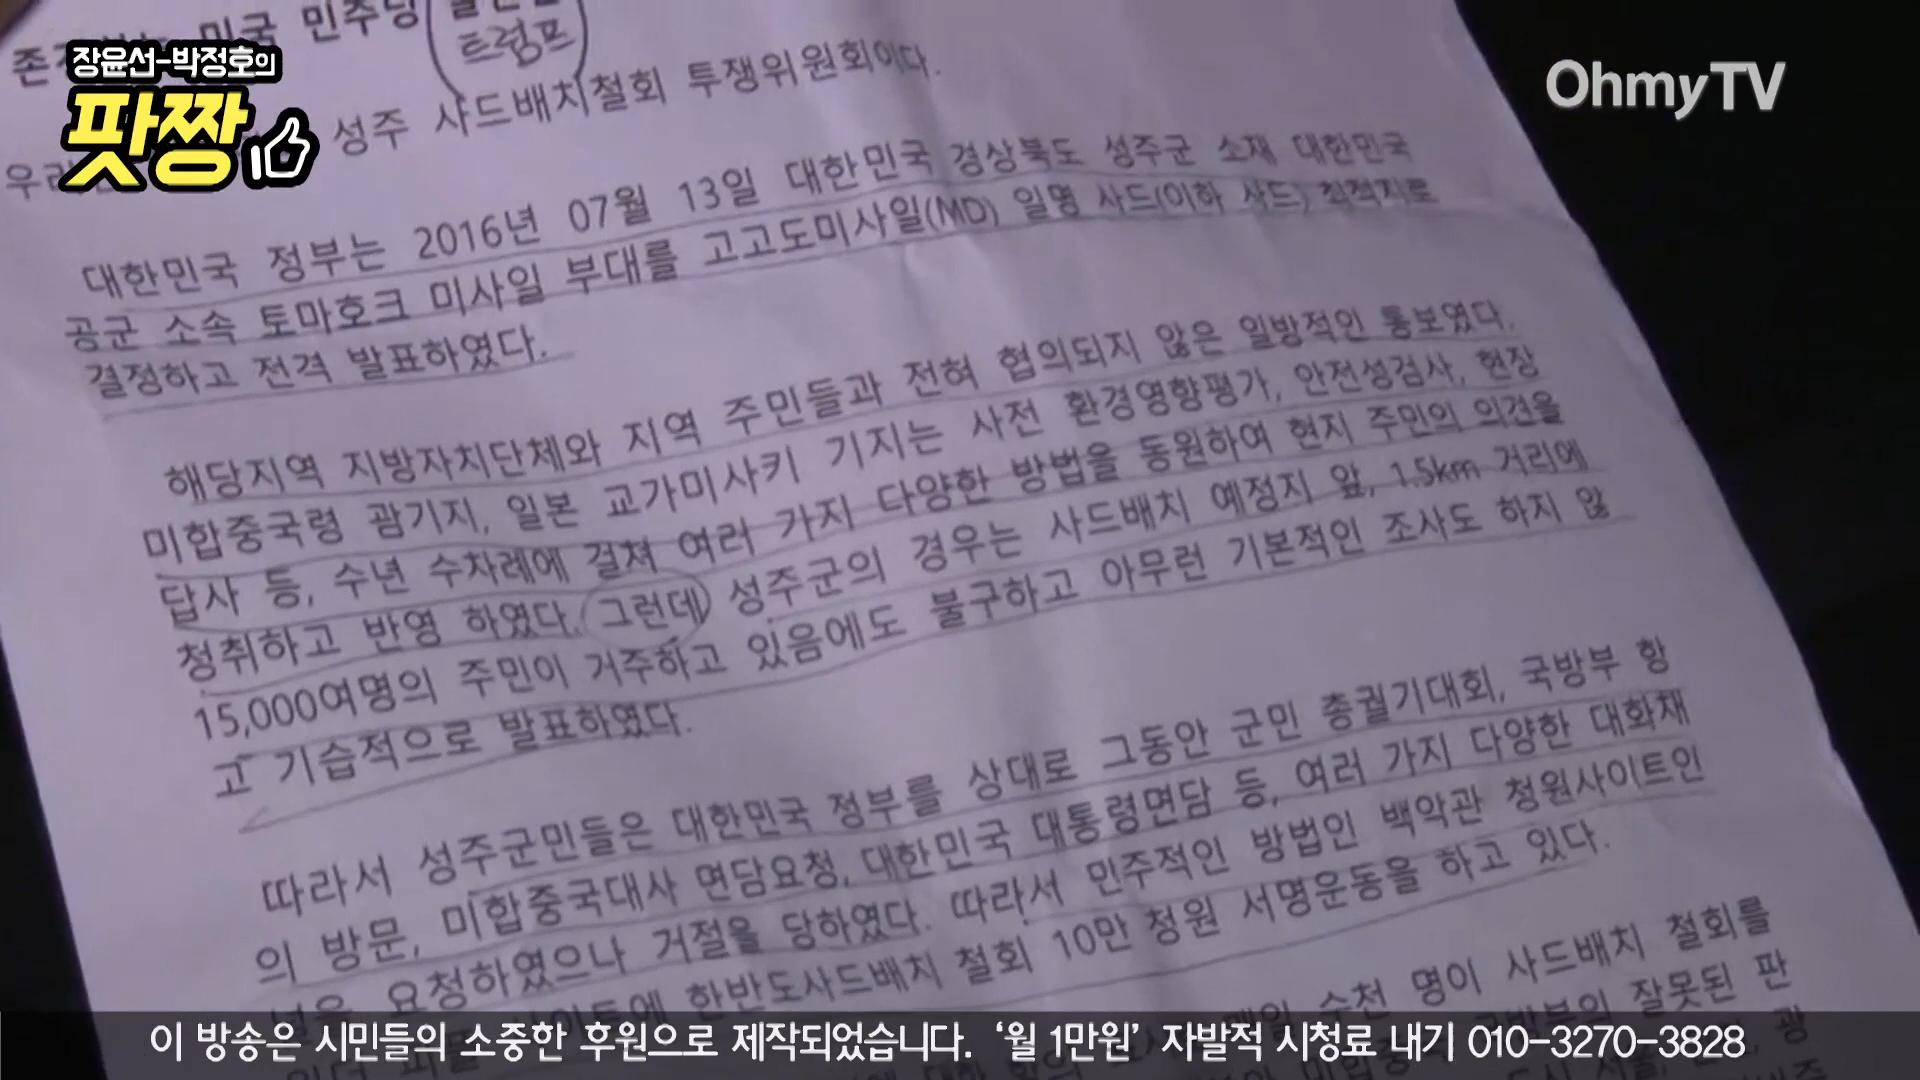 장윤선-박정호의
팟짱
OhmyTV
미국 민주당
트럼프
성주 사드배치철회 투쟁위원회이다.
대한민국 정부는 2016년 07월 13일 대한민국 경상북도 성주군 소재 대한민국
공군 소속 토마호크 미사일 부대를 고고도미사일(MD) 일명 사드(이하 사드) 최적지로
결정하고 전격 발표하였다.
해당지역 지방자치단체와 지역 주민들과 전혀 협의되지 않은 일방적인 통보였다.
미합중국령 괌기지, 일본 교가미사키 기지는 사전 환경영향평가, 안전성검사, 현장
답사 등, 수년 수차례에 걸쳐 여러 가지 다양한 방법을 동원하여 현지 주민의 의견을
청취하고 반영 하였다. 그런데 성주군의 경우는 사드배치 예정지 앞, 1.5km 거리에
15,000여명의 주민이 거주하고 있음에도 불구하고 아무런 기본적인 조사도 하지 않
고 기습적으로 발표하였다.
따라서 성주군민들은 대한민국 정부를 상대로 그동안 군민 총궐기대회, 국방부 항
의 방문, 미합중국대사 면담요청, 대한민국 대통령면담 등, 여러 가지 다양한 대화채
널을 요청하였으나 거절을 당하였다. 따라서 민주적인 방법인 백악관 청원사이트인
한반도사드배치 철회 10만 청원 서명운동을 하고 있다.
수천 명이 사드배치 철회를
잘못된 판
이 방송은 시민들의 소중한 후원으로 제작되었습니다. ‘월 1만원’ 자발적 시청료 내기 010-3270-3828